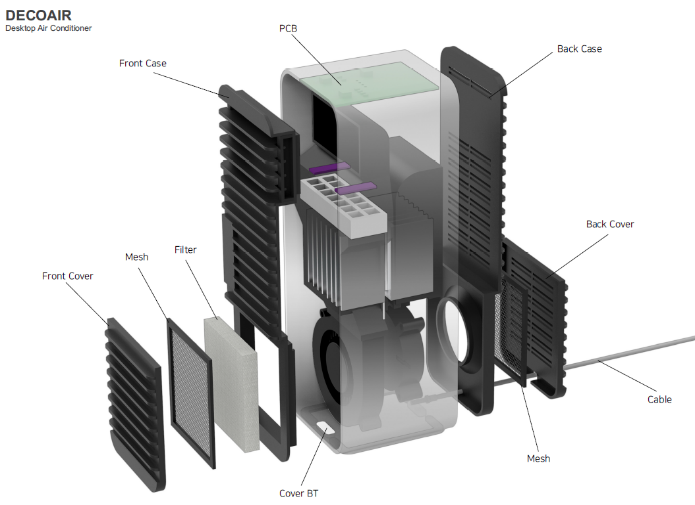 DECOAIR
Desktop Air Conditioner
PCB
Back Case
Front Case
Back Cover
Filter
Mesh
Front Cover
Cable
Mesh
Cover BT